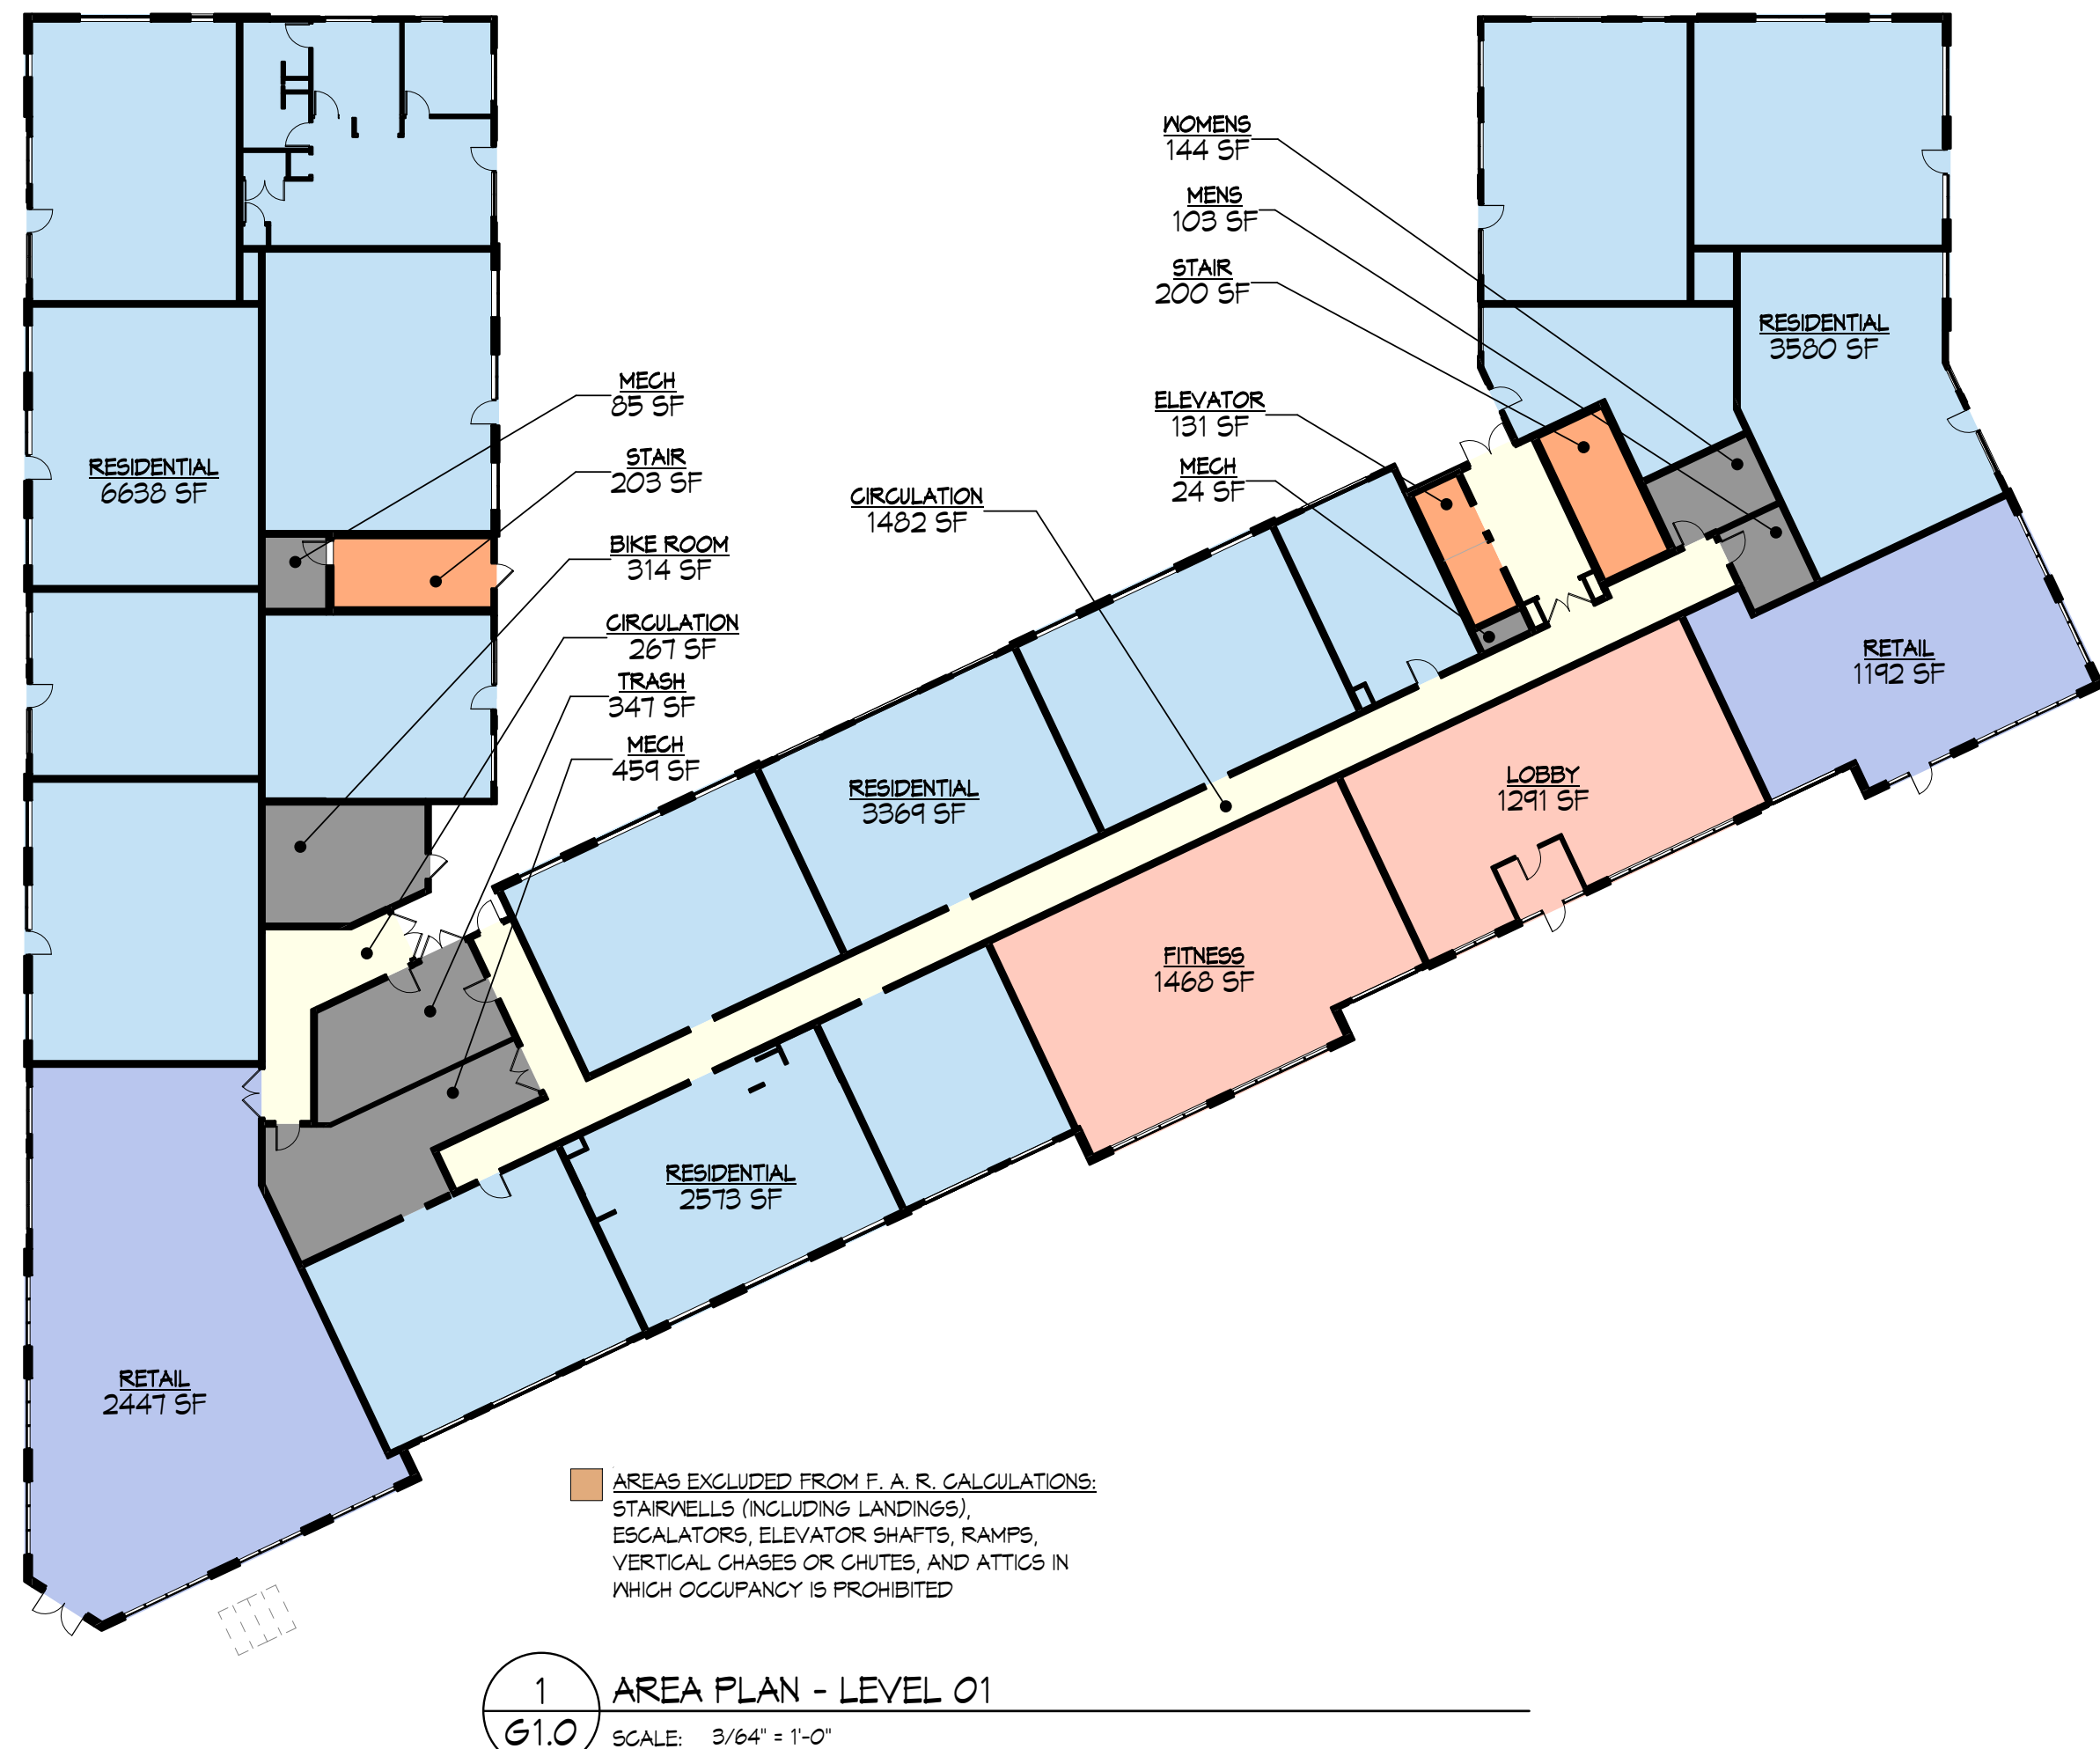 WOMENS
144 SF
MENS
103 SF
STAIR
200 SF
RESIDENTIAL
3580 SF
MECH
85 SF
ELEVATOR
131 SF
STAIR
203 SF
MECH
24 SF
RESIDENTIAL
6638 SF
CIRCULATION
1482 SF
BIKE ROOM
314 SF
CIRCULATION
267 SF
RETAIL
1192 SF
TRASH
347 SF
MECH
459 SF
LOBBY
1291 SF
RESIDENTIAL
3369 SF
FITNESS
1468 SF
RESIDENTIAL
2573 SF
RETAIL
2447 SF
AREAS EXCLUDED FROM F. A. R. CALCULATIONS:
STAIRWELLS (INCLUDING LANDINGS),
ESCALATORS, ELEVATOR SHAFTS, RAMPS,
VERTICAL CHASES OR CHUTES, AND ATTICS IN
WHICH OCCUPANCY IS PROHIBITED
1
G1.0
AREA PLAN - LEVEL 01
SCALE: 3/64" = 1'-0"